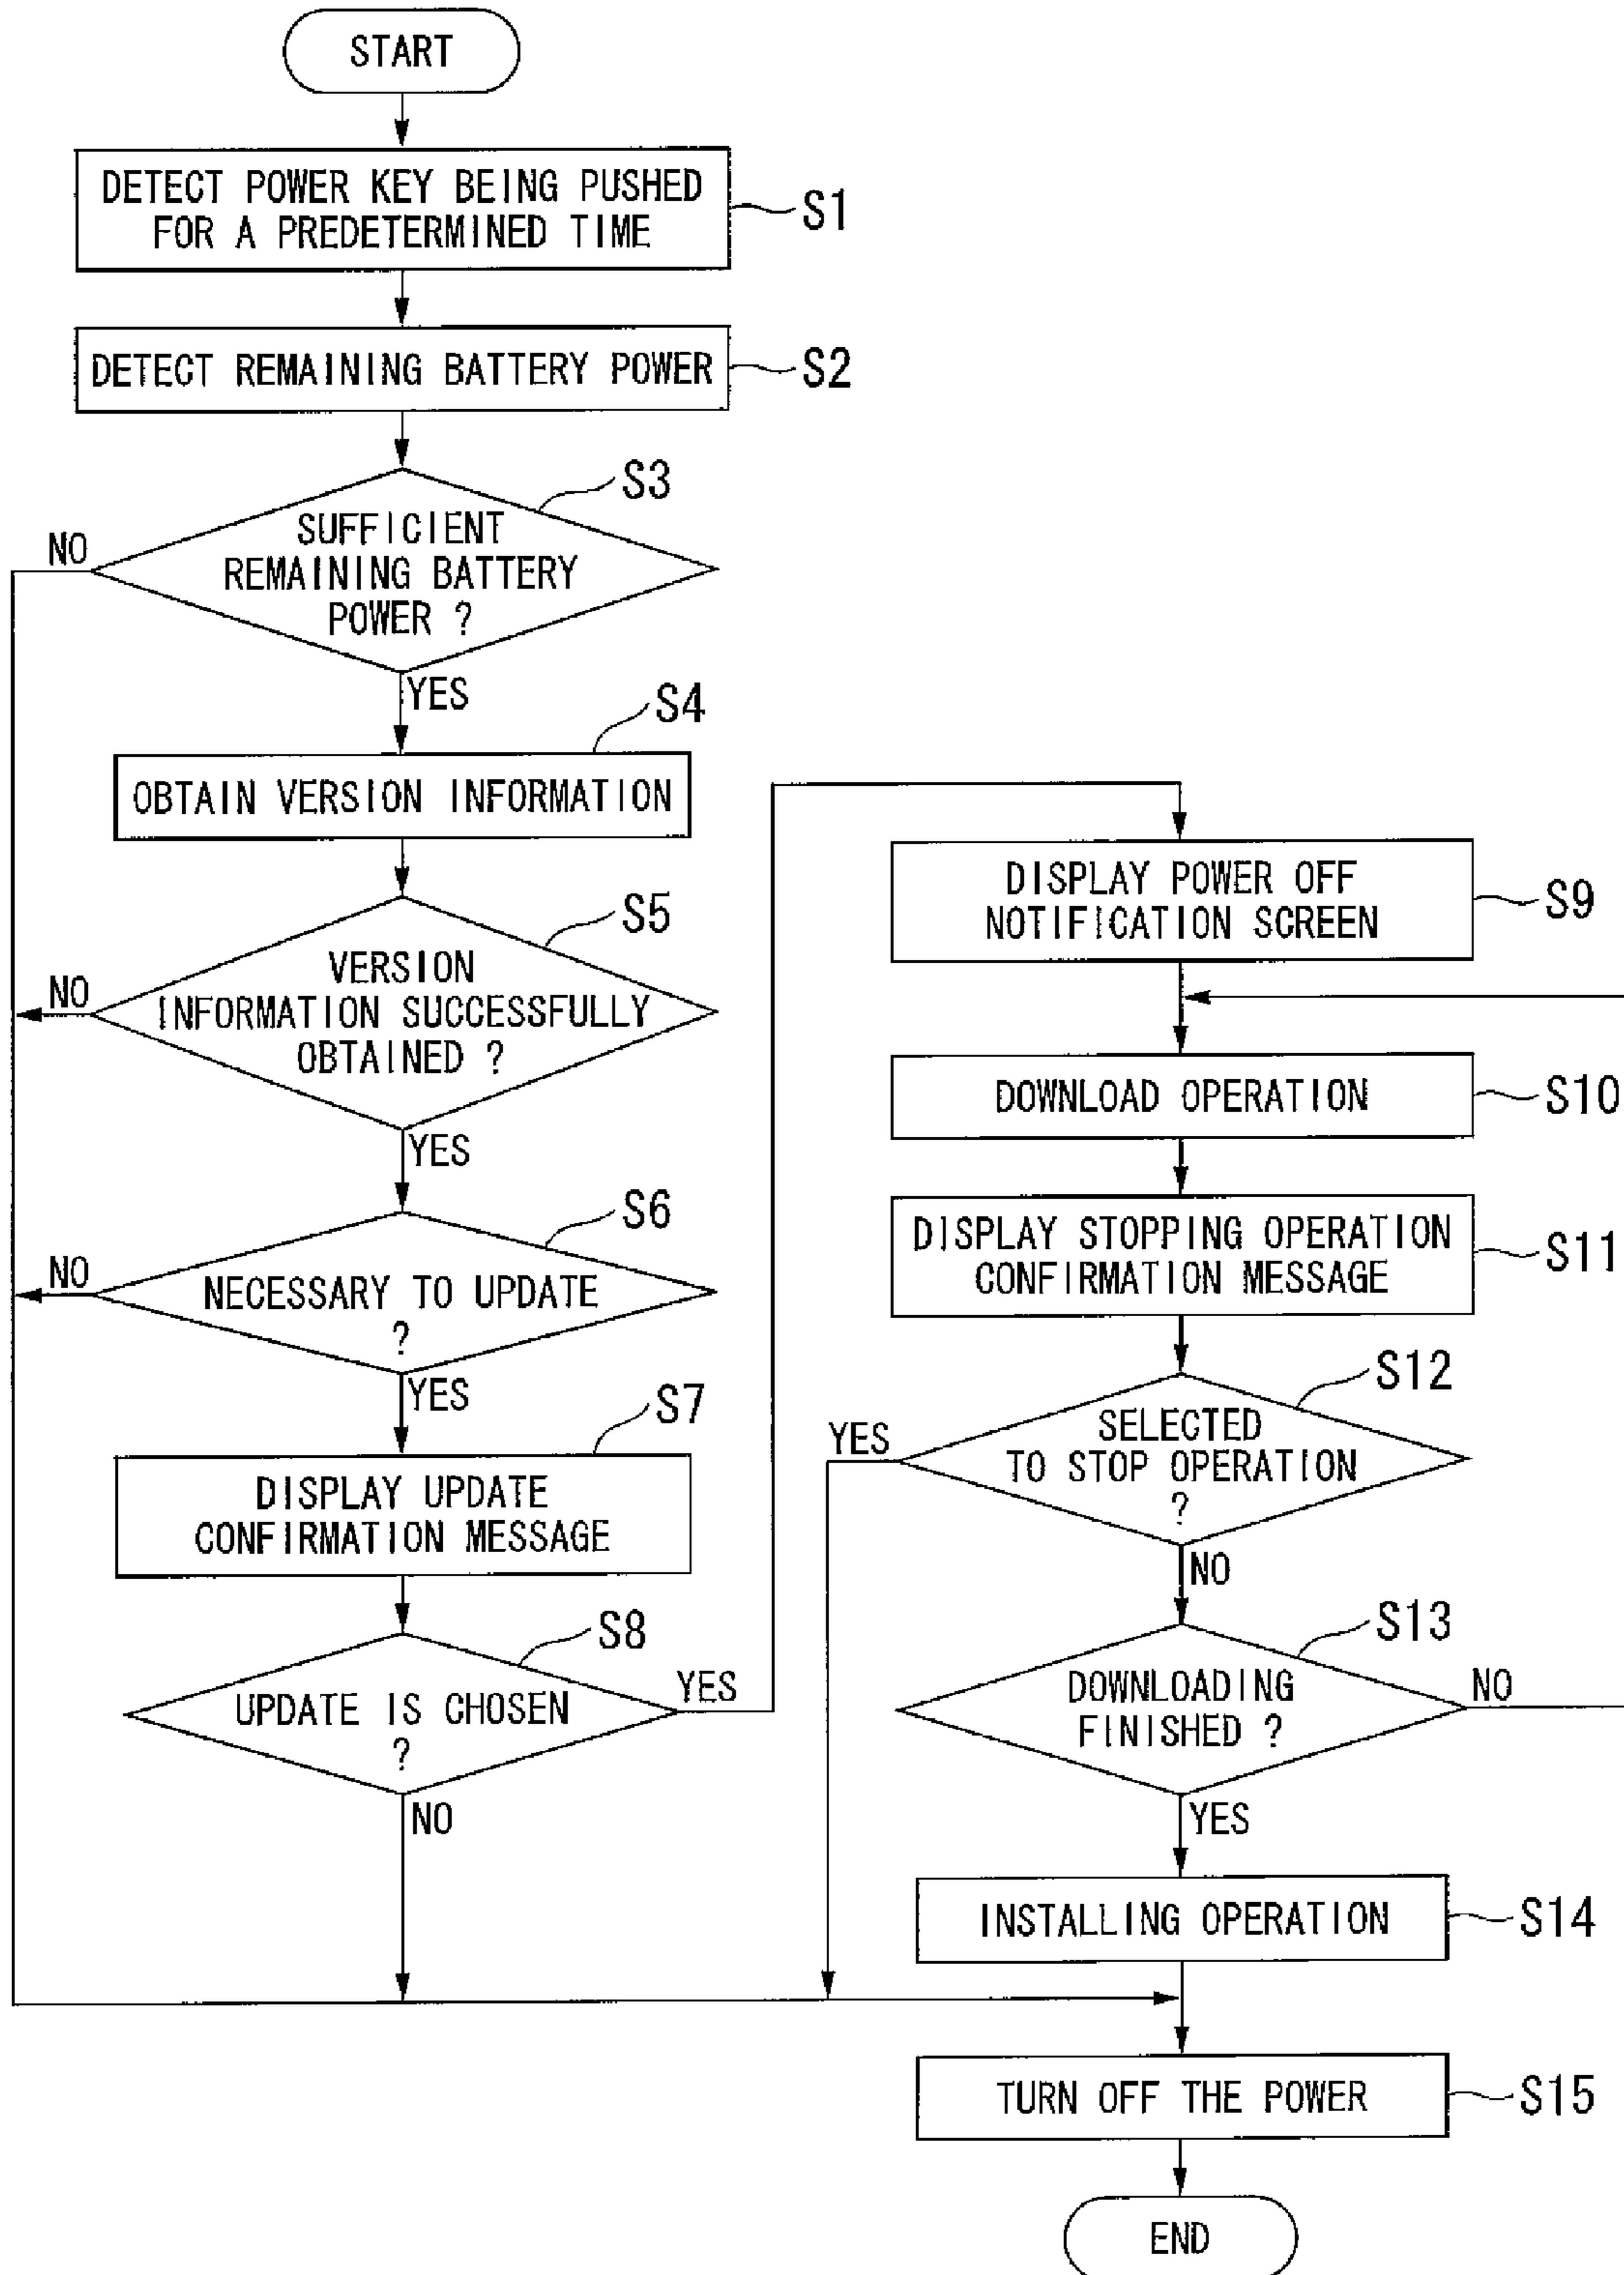 START
DETECT POWER KEY BEING PUSHED
FOR A PREDETERMINED TIME
S1
DETECT REMAINING BATTERY POWER
S2
S3
SUFFICIENT
REMAINING BATTERY
POWER ?
NO
YES
S4
OBTAIN VERSION INFORMATION
S5
VERSION
INFORMATION SUCCESSFULLY
OBTAINED ?
NO
YES
S6
NECESSARY TO UPDATE
?
NO
YES
S7
DISPLAY UPDATE
CONFIRMATION MESSAGE
S8
UPDATE IS CHOSEN
?
YES
NO
DISPLAY POWER OFF
NOTIFICATION SCREEN
S9
DOWNLOAD OPERATION
S10
DISPLAY STOPPING OPERATION
CONFIRMATION MESSAGE
S11
S12
SELECTED
TO STOP OPERATION
?
YES
NO
S13
DOWNLOADING
FINISHED ?
NO
YES
INSTALLING OPERATION
S14
TURN OFF THE POWER
S15
END